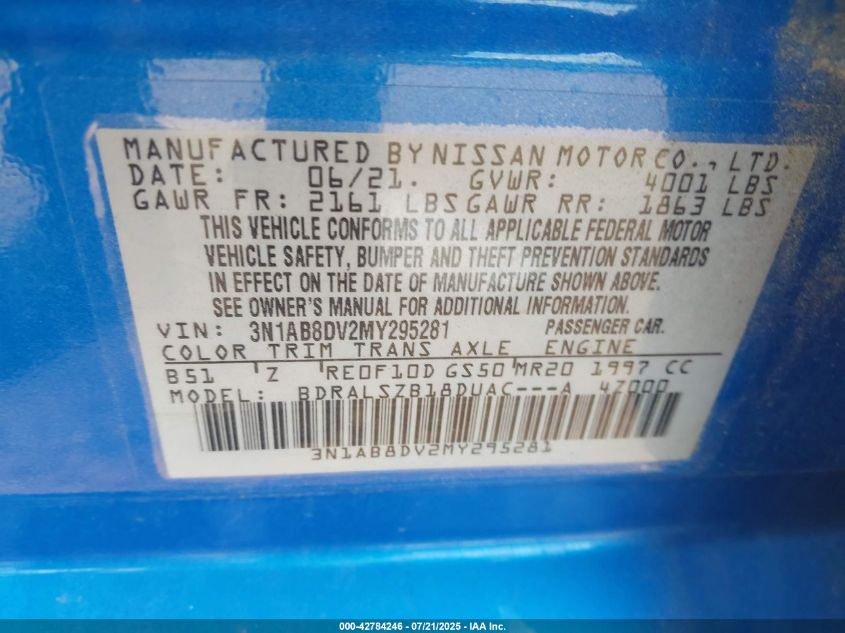 MANUFACTURED BY NISSAN MOTOR CO., LTD.
DATE: 06/21. GVWR: 4001 LBS
GAWR FR: 2161 LBS GAWR RR: 1863 LBS
THIS VEHICLE CONFORMS TO ALL APPLICABLE FEDERAL MOTOR
VEHICLE SAFETY, BUMPER AND THEFT PREVENTION STANDARDS
IN EFFECT ON THE DATE OF MANUFACTURE SHOWN ABOVE.
SEE OWNER'S MANUAL FOR ADDITIONAL INFORMATION.
VIN: 3N1AB8DV2MY295281 PASSENGER CAR.
COLOR TRIM TRANS AXLE ENGINE
B51 Z RE0F10D GS50 MR20 1997 CC
MODEL: BDRALSZB18DUAC---A 4Z000
3N1AB8DV2MY295281
000-42784246 - 07/21/2025 - IAA Inc.